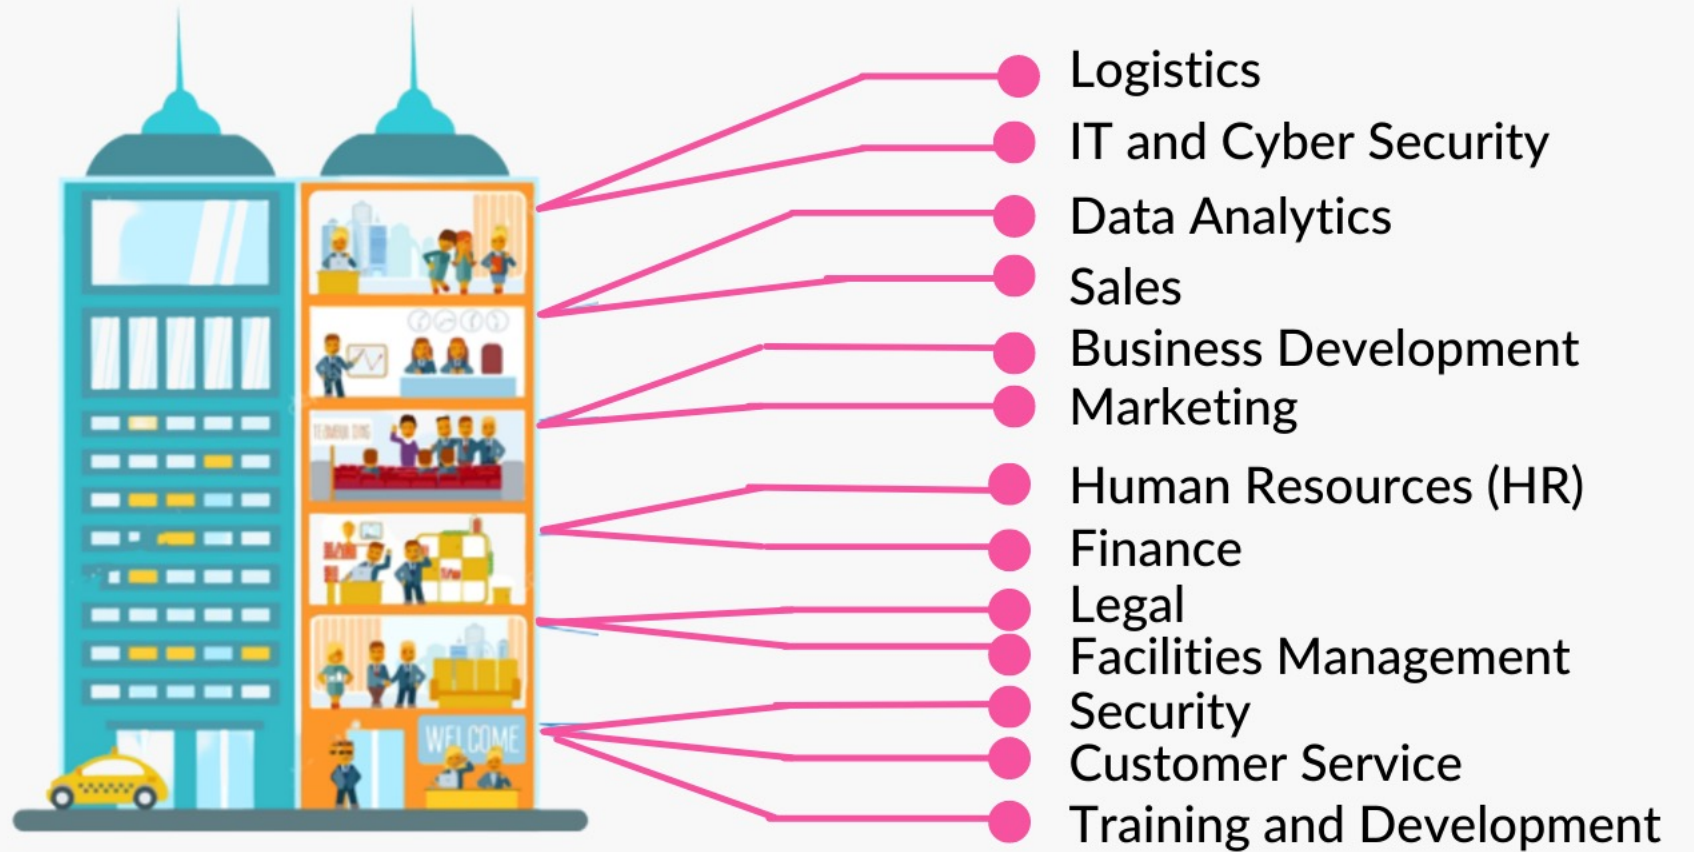 Logistics
IT and Cyber Security
Data Analytics
Sales
Business Development
Marketing
Human Resources (HR)
Finance
Legal
Facilities Management
Security
WELCOME
Customer Service
Training and Development